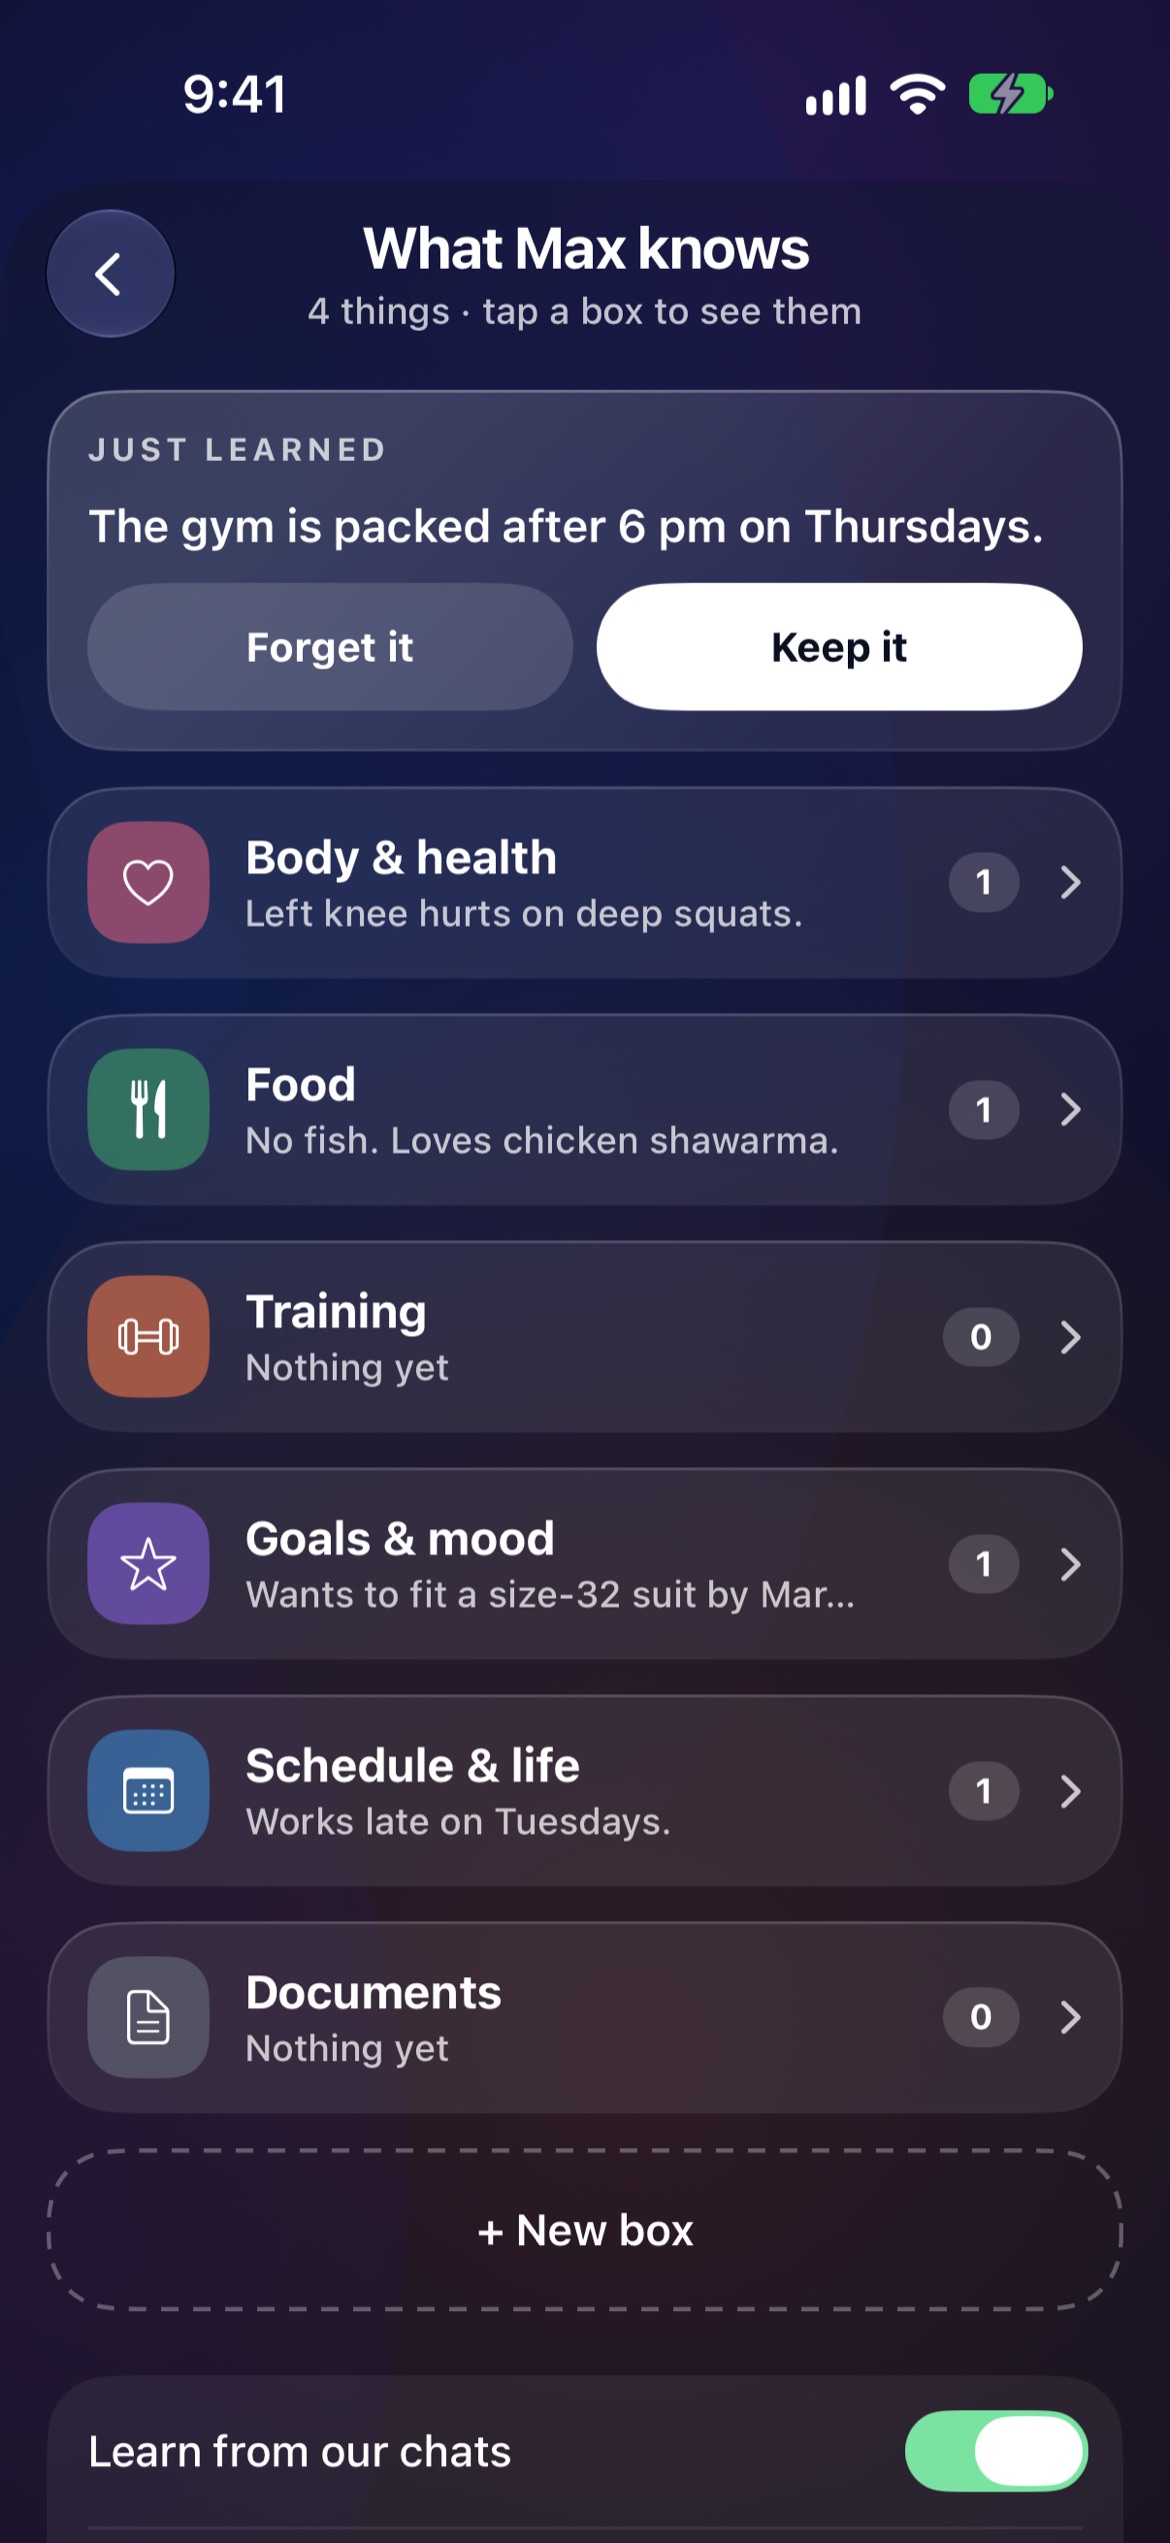 9:41
What Max knows
4 things · tap a box to see them
JUST LEARNED
The gym is packed after 6 pm on Thursdays.
Forget it
Keep it
Body & health
Left knee hurts on deep squats.
1
Food
No fish. Loves chicken shawarma.
1
Training
Nothing yet
0
Goals & mood
Wants to fit a size-32 suit by Mar...
1
Schedule & life
Works late on Tuesdays.
1
Documents
Nothing yet
0
+ New box
Learn from our chats